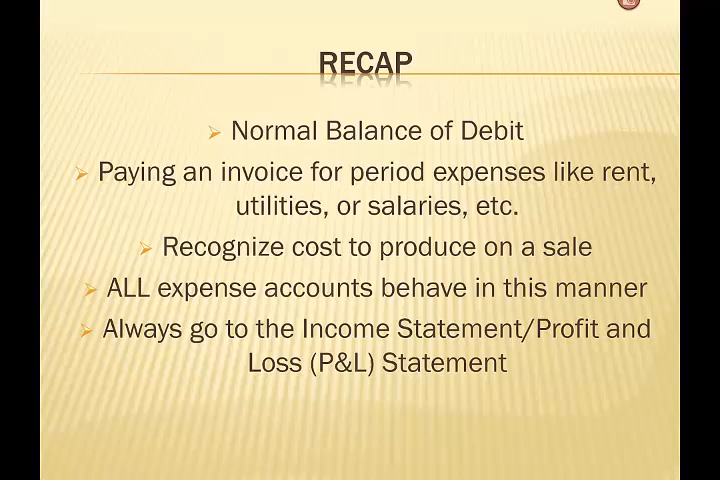 RECAP
Normal Balance of Debit
Paying an invoice for period expenses like rent,
utilities, or salaries, etc.
Recognize cost to produce on a sale
ALL expense accounts behave in this manner
Always go to the Income Statement/Profit and
Loss (P&L) Statement